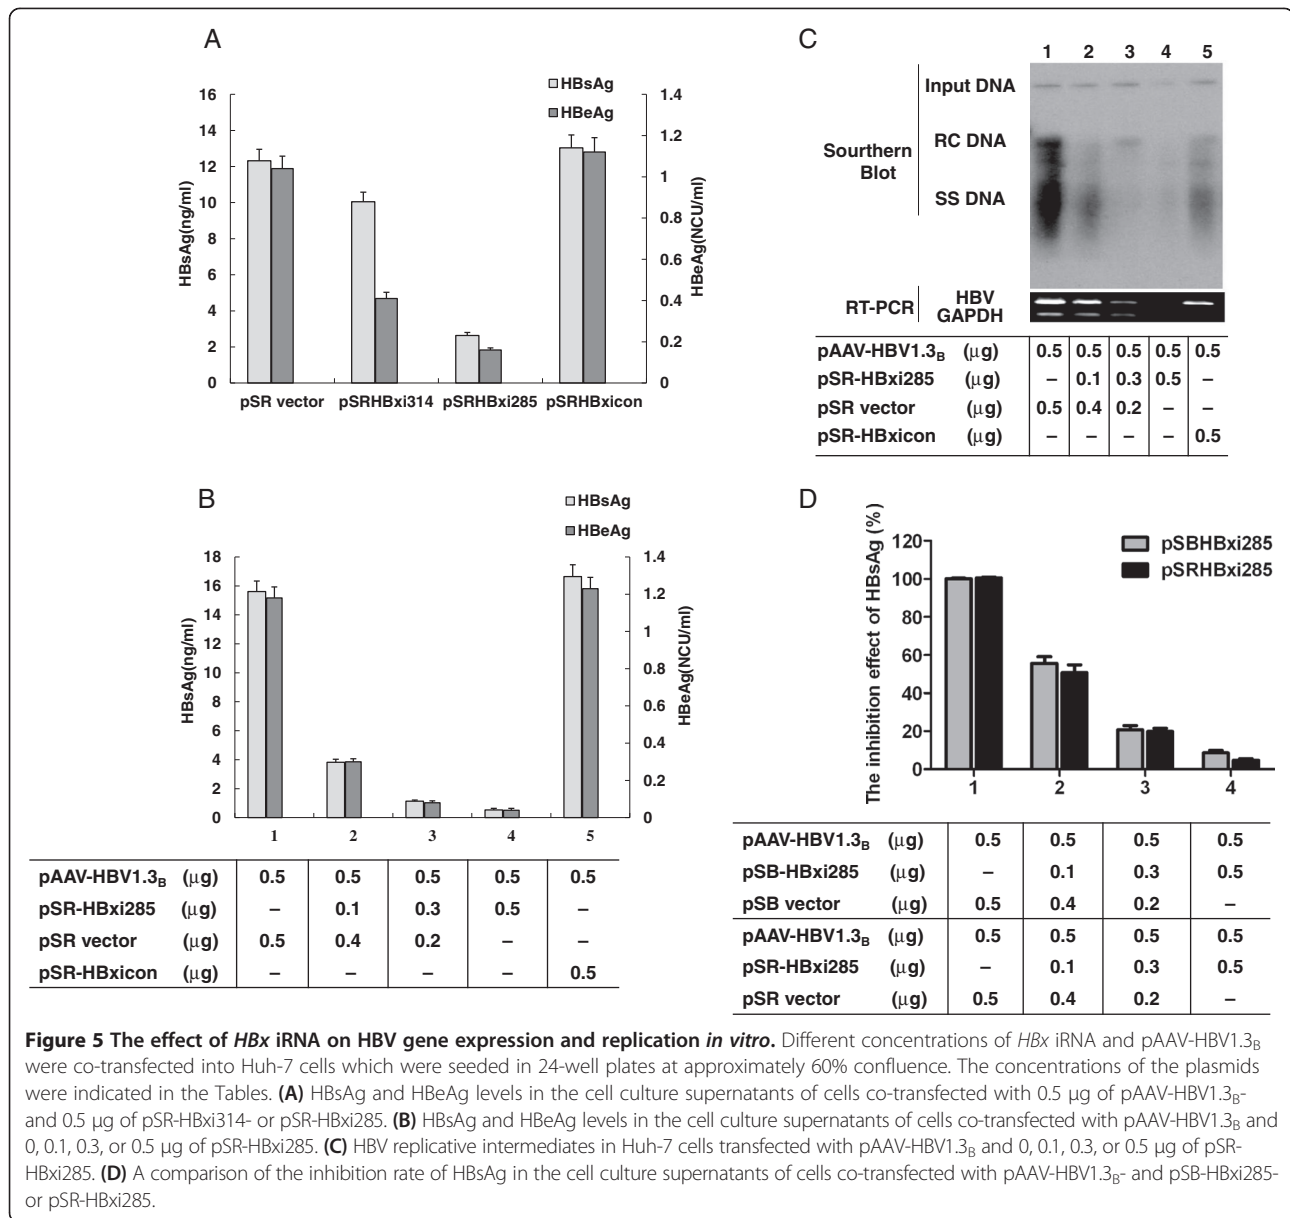 A
HBsAg
HBeAg
16
14
12
10
8
6
4
2
0
HBsAg(ng/ml)
1.4
1.2
1
0.8
0.6
0.4
0.2
0
HBeAg(NCU/ml)
pSR vector pSRHBxi314 pSRHBxi285 pSRHBxicon
C
1 2 3 4 5
Input DNA
RC DNA
SS DNA
Sourthern
Blot
RT-PCR
HBV
GAPDH
pAAV-HBV1.3B (µg) 0.5 0.5 0.5 0.5 0.5
pSR-HBxi285 (µg) – 0.1 0.3 0.5 –
pSR vector (µg) 0.5 0.4 0.2 – –
pSR-HBxicon (µg) – – – – 0.5
B
HBsAg
HBeAg
18
16
14
12
10
8
6
4
2
0
HBsAg(ng/ml)
1.4
1.2
1
0.8
0.6
0.4
0.2
0
HBeAg(NCU/ml)
1 2 3 4 5
pAAV-HBV1.3B (µg) 0.5 0.5 0.5 0.5 0.5
pSR-HBxi285 (µg) – 0.1 0.3 0.5 –
pSR vector (µg) 0.5 0.4 0.2 – –
pSR-HBxicon (µg) – – – – 0.5
D
The inhibition effect of HBsAg (%)
120
100
80
60
40
20
0
pSBHBxi285
pSRHBxi285
1 2 3 4
pAAV-HBV1.3B (µg) 0.5 0.5 0.5 0.5
pSB-HBxi285 (µg) – 0.1 0.3 0.5
pSB vector (µg) 0.5 0.4 0.2 –
pAAV-HBV1.3B (µg) 0.5 0.5 0.5 0.5
pSR-HBxi285 (µg) – 0.1 0.3 0.5
pSR vector (µg) 0.5 0.4 0.2 –
Figure 5 The effect of HBx iRNA on HBV gene expression and replication in vitro. Different concentrations of HBx iRNA and pAAV-HBV1.3B
were co-transfected into Huh-7 cells which were seeded in 24-well plates at approximately 60% confluence. The concentrations of the plasmids
were indicated in the Tables. (A) HBsAg and HBeAg levels in the cell culture supernatants of cells co-transfected with 0.5 µg of pAAV-HBV1.3B-
and 0.5 µg of pSR-HBxi314- or pSR-HBxi285. (B) HBsAg and HBeAg levels in the cell culture supernatants of cells co-transfected with pAAV-HBV1.3B and
0, 0.1, 0.3, or 0.5 µg of pSR-HBxi285. (C) HBV replicative intermediates in Huh-7 cells transfected with pAAV-HBV1.3B and 0, 0.1, 0.3, or 0.5 µg of pSR-
HBxi285. (D) A comparison of the inhibition rate of HBsAg in the cell culture supernatants of cells co-transfected with pAAV-HBV1.3B- and pSB-HBxi285-
or pSR-HBxi285.